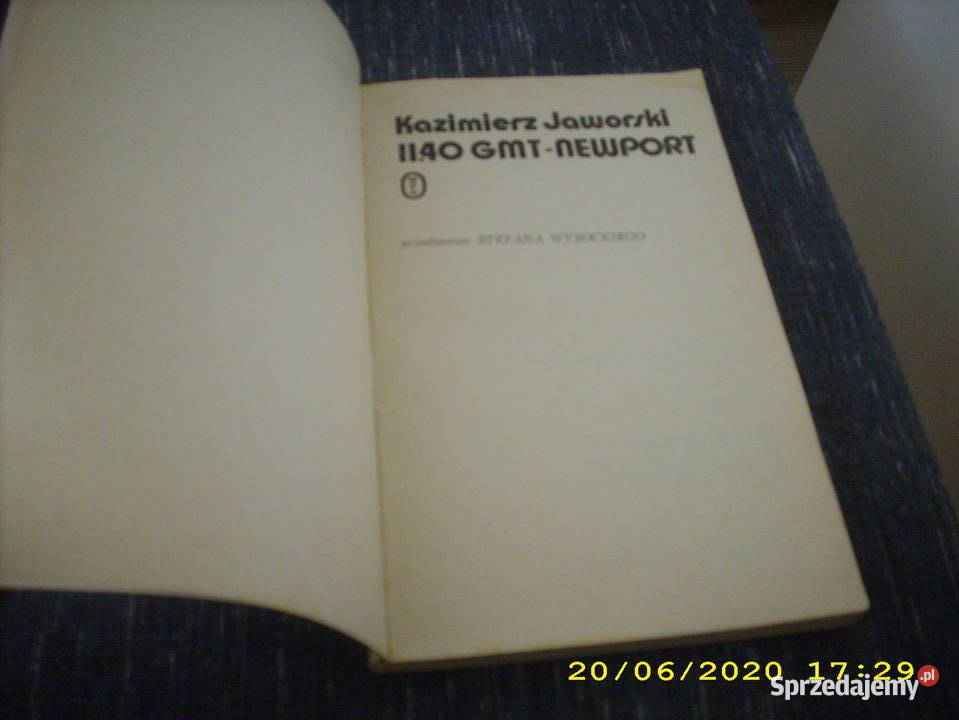 Kazimierz Jaworski
11.40 GMT-NEWPORT
przedmowa STEFANA WYSOCKIEGO
20/06/2020 17:29
Sprzedajemy.pl